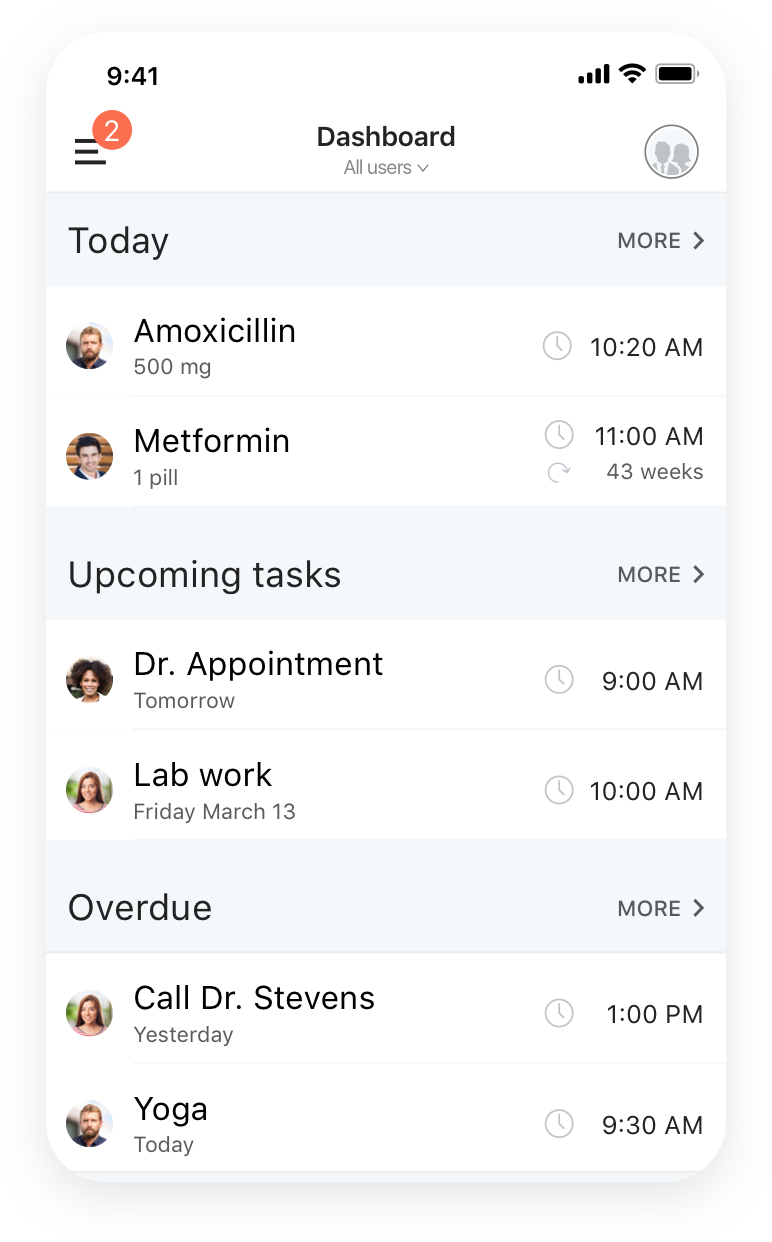 9:41
2
Dashboard
All users
Today
MORE
Amoxicillin
500 mg
10:20 AM
Metformin
1 pill
11:00 AM
43 weeks
Upcoming tasks
MORE
Dr. Appointment
Tomorrow
9:00 AM
Lab work
Friday March 13
10:00 AM
Overdue
MORE
Call Dr. Stevens
Yesterday
1:00 PM
Yoga
Today
9:30 AM